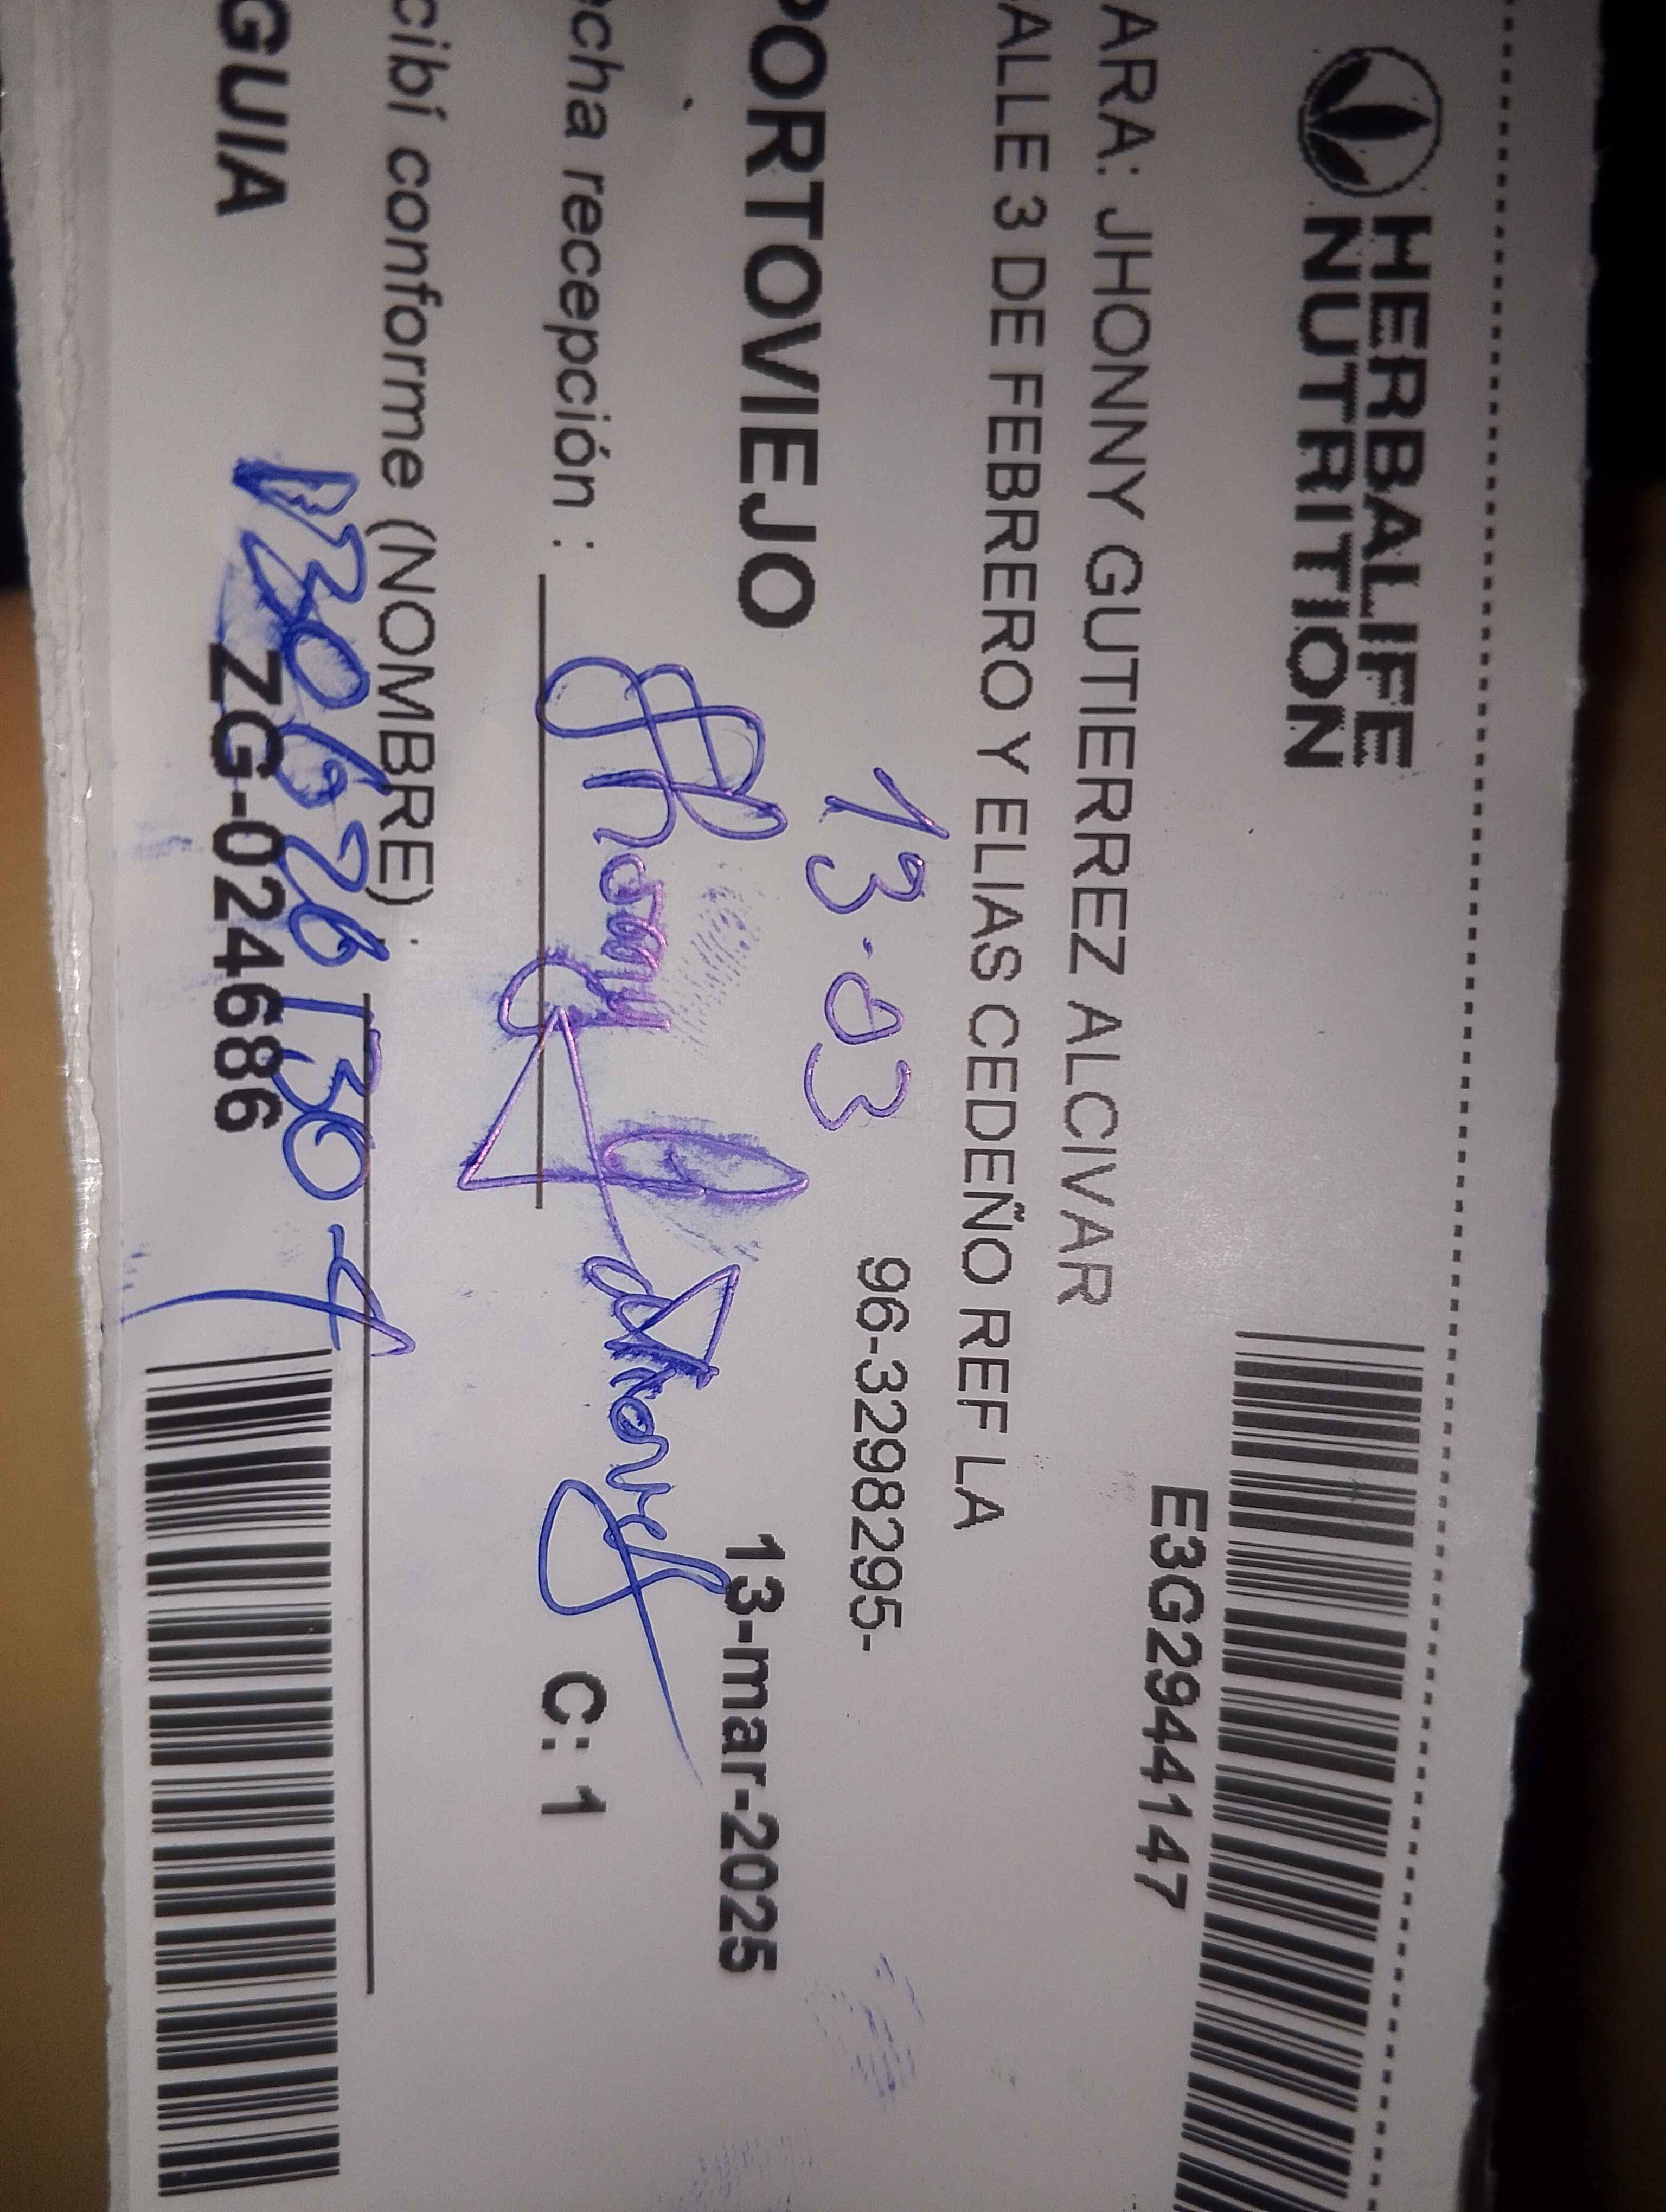 HERBALIFE
NUTRITION
E3G294147
ARA: JHONNY GUTIERREZ ALCIVAR
ALLE 3 DE FEBRERO Y ELIAS CEDEÑO REF LA
13.03 96-3298295-
PORTOVIEJO 13-mar-2025
echa recepción : C: 1
cibí conforme (NOMBRE) :
GUIA ZG-024686